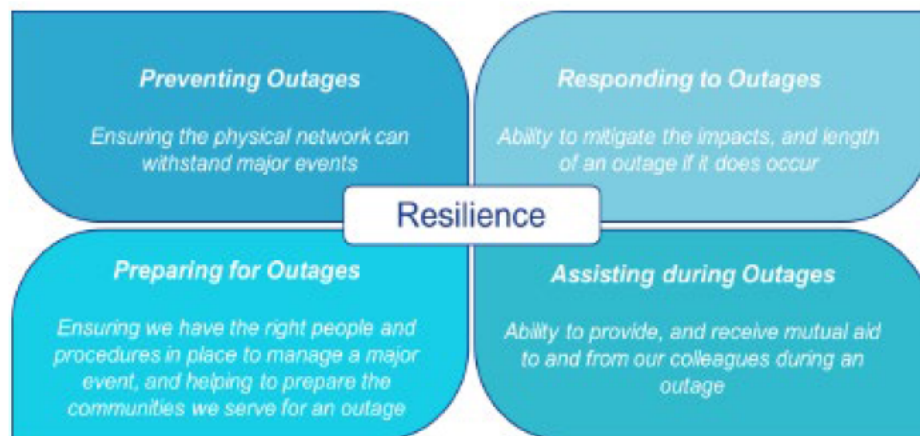 Preventing Outages
Ensuring the physical network can
withstand major events
Responding to Outages
Ability to mitigate the impacts, and length
of an outage if it does occur
Resilience
Preparing for Outages
Ensuring we have the right people and
procedures in place to manage a major
event, and helping to prepare the
communities we serve for an outage
Assisting during Outages
Ability to provide, and receive mutual aid
to and from our colleagues during an
outage